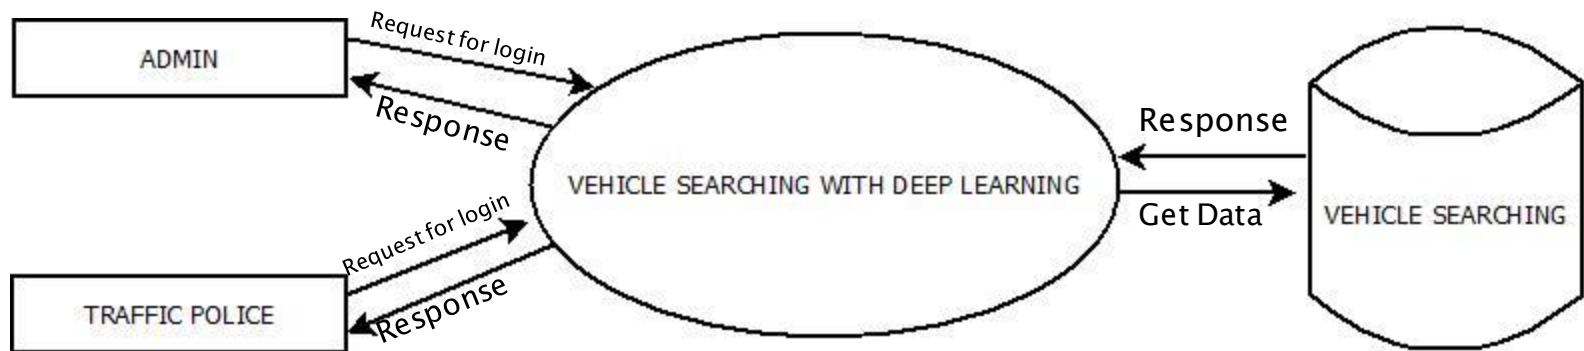 ADMIN
Request for login
Response
VEHICLE SEARCHING WITH DEEP LEARNING
Request for login
Response
TRAFFIC POLICE
Response
Get Data
VEHICLE SEARCHING